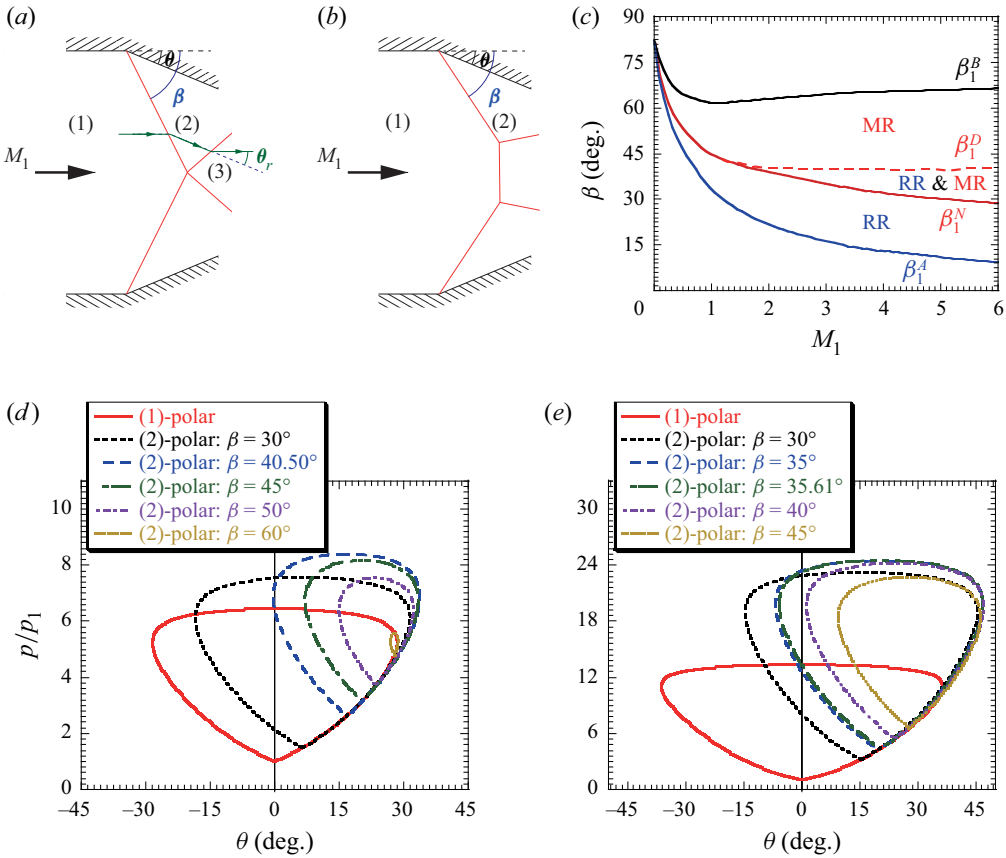 (a)
θ
β
(1)
(2)
(3)
M₁
θᵣ
(b)
θ
β
(1)
(2)
M₁
(c)
90
75
60
45
30
15
0
β (deg.)
β₁ᴮ
MR
β₁ᴰ
RR & MR
β₁ᴺ
RR
β₁ᴬ
1
2
3
4
5
6
M₁
(d)
(1)-polar
(2)-polar: β = 30°
(2)-polar: β = 40.50°
(2)-polar: β = 45°
(2)-polar: β = 50°
(2)-polar: β = 60°
p/p₁
10
8
6
4
2
0
–45 –30 –15 0 15 30 45
θ (deg.)
(e)
(1)-polar
(2)-polar: β = 30°
(2)-polar: β = 35°
(2)-polar: β = 35.61°
(2)-polar: β = 40°
(2)-polar: β = 45°
30
24
18
12
6
0
–45 –30 –15 0 15 30 45
θ (deg.)